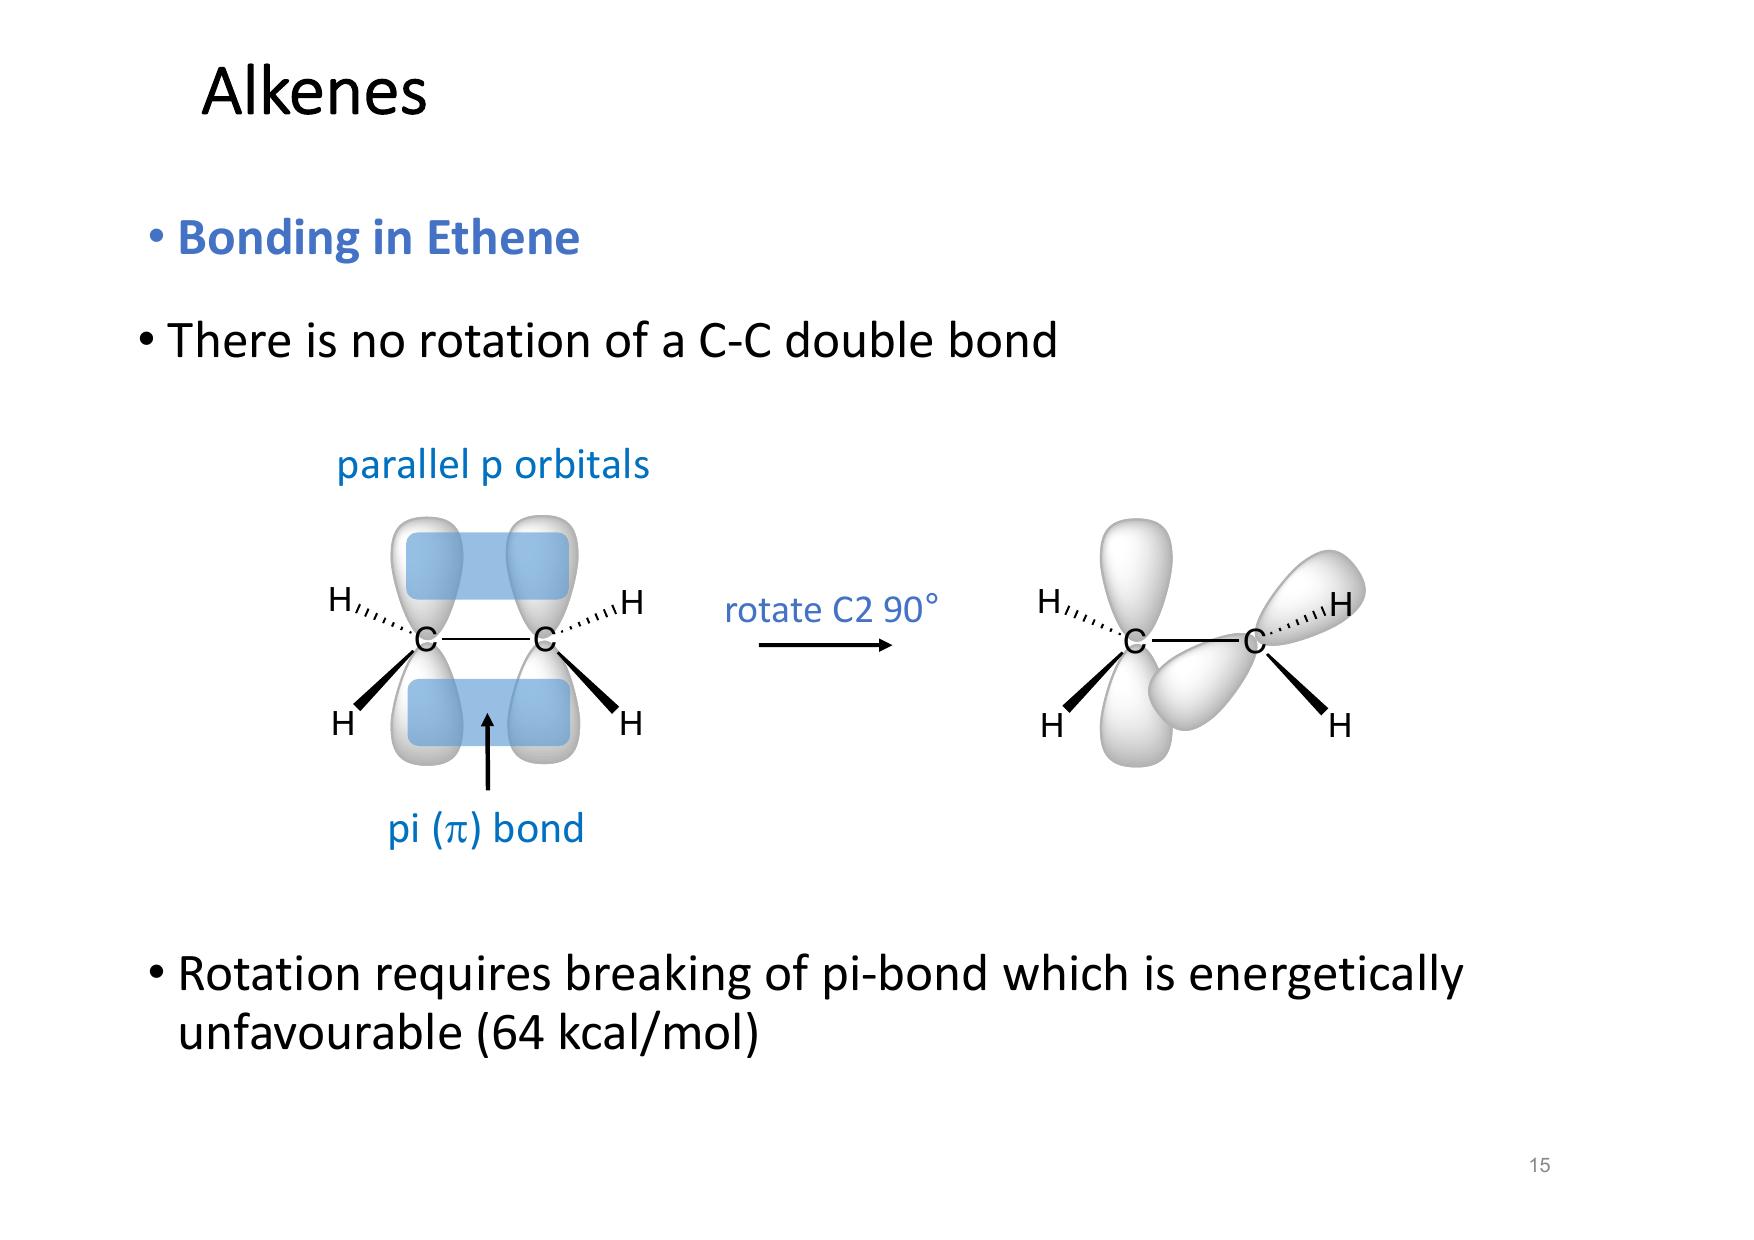 Alkenes
• Bonding in Ethene
• There is no rotation of a C-C double bond
parallel p orbitals
H
H
C
C
H
H
rotate C2 90°
H
H
C
C
H
H
pi (π) bond
• Rotation requires breaking of pi-bond which is energetically
unfavourable (64 kcal/mol)
15